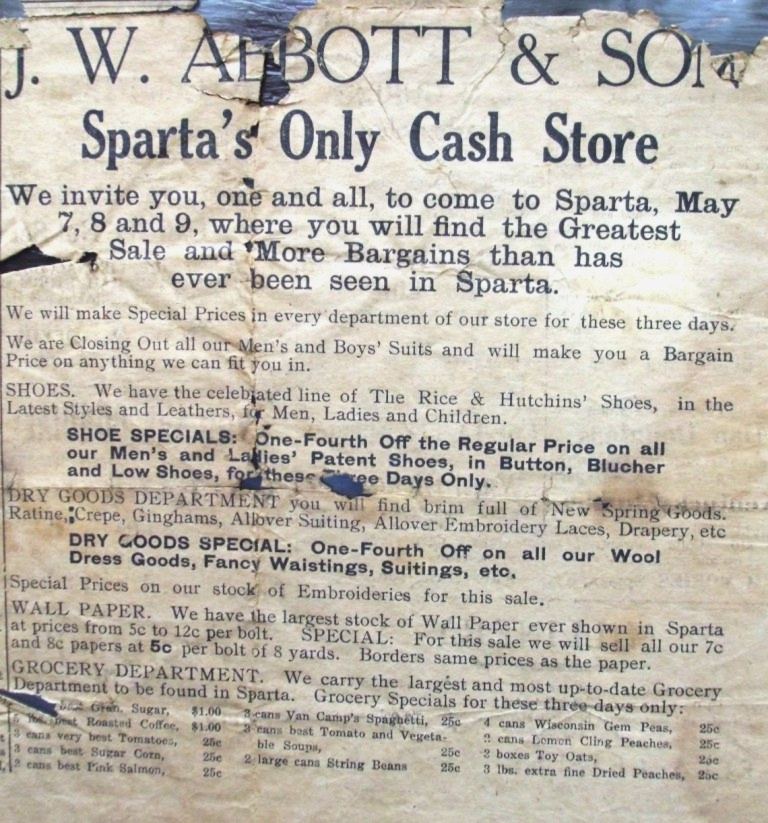 J. W. ABBOTT & SON
Sparta's Only Cash Store
We invite you, one and all, to come to Sparta, May
7, 8 and 9, where you will find the Greatest
Sale and More Bargains than has
ever been seen in Sparta.
We will make Special Prices in every department of our store for these three days.
We are Closing Out all our Men's and Boys' Suits and will make you a Bargain
Price on anything we can fit you in.
SHOES. We have the celebrated line of The Rice & Hutchins' Shoes, in the
Latest Styles and Leathers, for Men, Ladies and Children.
SHOE SPECIALS: One-Fourth Off the Regular Price on all
our Men's and Ladies' Patent Shoes, in Button, Blucher
and Low Shoes, for these Three Days Only.
DRY GOODS DEPARTMENT you will find brim full of New Spring Goods.
Ratine, Crepe, Ginghams, Allover Suiting, Allover Embroidery Laces, Drapery, etc
DRY GOODS SPECIAL: One-Fourth Off on all our Wool
Dress Goods, Fancy Waistings, Suitings, etc.
Special Prices on our stock of Embroideries for this sale.
WALL PAPER. We have the largest stock of Wall Paper ever shown in Sparta
at prices from 5c to 12c per bolt. SPECIAL: For this sale we will sell all our 7c
and 8c papers at 5c per bolt of 8 yards. Borders same prices as the paper.
GROCERY DEPARTMENT. We carry the largest and most up-to-date Grocery
Department to be found in Sparta. Grocery Specials for these three days only:
best Gran. Sugar, $1.00
5 lbs. best Roasted Coffee, $1.00
3 cans very best Tomatoes, 25c
3 cans best Sugar Corn, 25c
2 cans best Pink Salmon, 25c
3 cans Van Camp's Spaghetti, 25c
3 cans best Tomato and Vegeta-
ble Soups, 25c
2 large cans String Beans 25c
4 cans Wisconsin Gem Peas, 25c
2 cans Lemon Cling Peaches, 25c
3 boxes Toy Oats, 25c
3 lbs. extra fine Dried Peaches, 25c